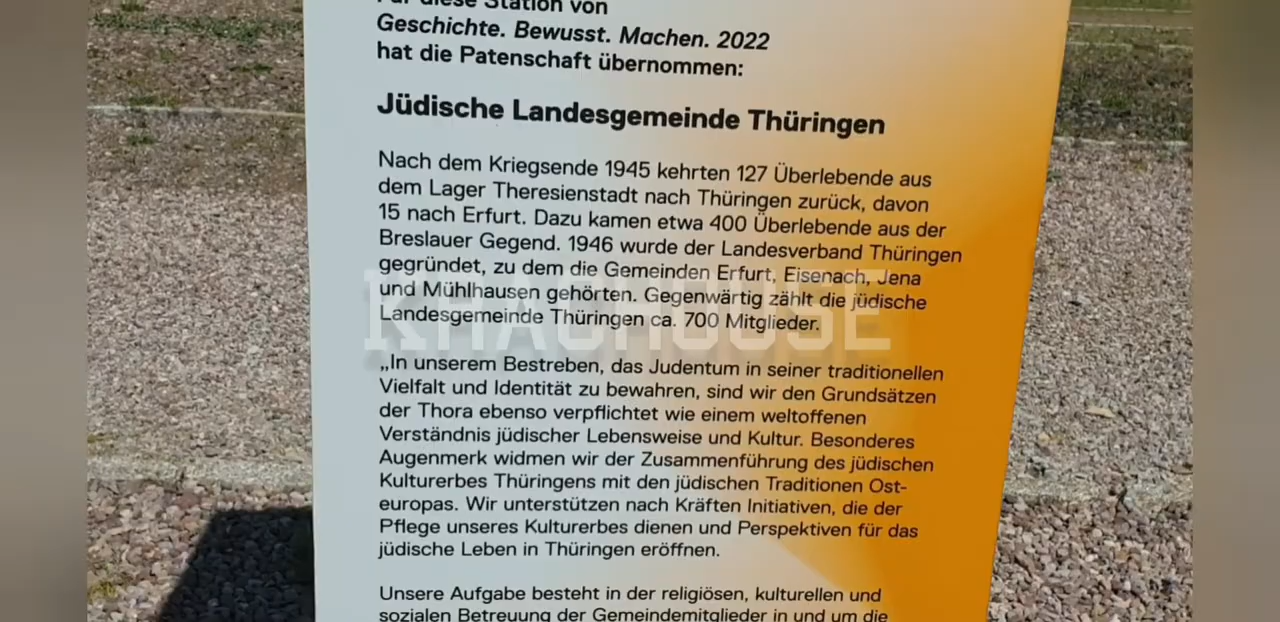 Für diese Station von
Geschichte. Bewusst. Machen. 2022
hat die Patenschaft übernommen:
Jüdische Landesgemeinde Thüringen
Nach dem Kriegsende 1945 kehrten 127 Überlebende aus
dem Lager Theresienstadt nach Thüringen zurück, davon
15 nach Erfurt. Dazu kamen etwa 400 Überlebende aus der
Breslauer Gegend. 1946 wurde der Landesverband Thüringen
gegründet, zu dem die Gemeinden Erfurt, Eisenach, Jena
und Mühlhausen gehörten. Gegenwärtig zählt die jüdische
Landesgemeinde Thüringen ca. 700 Mitglieder.
KHACHOUSE
„In unserem Bestreben, das Judentum in seiner traditionellen
Vielfalt und Identität zu bewahren, sind wir den Grundsätzen
der Thora ebenso verpflichtet wie einem weltoffenen
Verständnis jüdischer Lebensweise und Kultur. Besonderes
Augenmerk widmen wir der Zusammenführung des jüdischen
Kulturerbes Thüringens mit den jüdischen Traditionen Ost-
europas. Wir unterstützen nach Kräften Initiativen, die der
Pflege unseres Kulturerbes dienen und Perspektiven für das
jüdische Leben in Thüringen eröffnen.
Unsere Aufgabe besteht in der religiösen, kulturellen und
sozialen Betreuung der Gemeindemitglieder in und um die